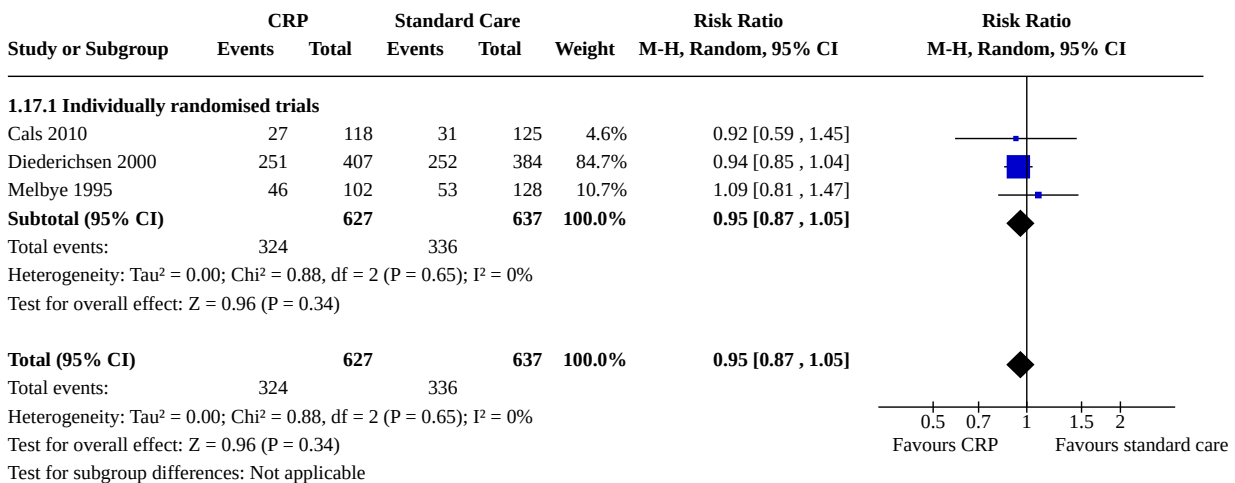 CRP Standard Care Risk Ratio Risk Ratio
Study or Subgroup Events Total Events Total Weight M-H, Random, 95% CI M-H, Random, 95% CI
1.17.1 Individually randomised trials
Cals 2010 27 118 31 125 4.6% 0.92 [0.59 , 1.45]
Diederichsen 2000 251 407 252 384 84.7% 0.94 [0.85 , 1.04]
Melbye 1995 46 102 53 128 10.7% 1.09 [0.81 , 1.47]
Subtotal (95% CI) 627 637 100.0% 0.95 [0.87 , 1.05]
Total events: 324 336
Heterogeneity: Tau² = 0.00; Chi² = 0.88, df = 2 (P = 0.65); I² = 0%
Test for overall effect: Z = 0.96 (P = 0.34)
Total (95% CI) 627 637 100.0% 0.95 [0.87 , 1.05]
Total events: 324 336
Heterogeneity: Tau² = 0.00; Chi² = 0.88, df = 2 (P = 0.65); I² = 0%
0.5 0.7 1 1.5 2
Test for overall effect: Z = 0.96 (P = 0.34) Favours CRP Favours standard care
Test for subgroup differences: Not applicable